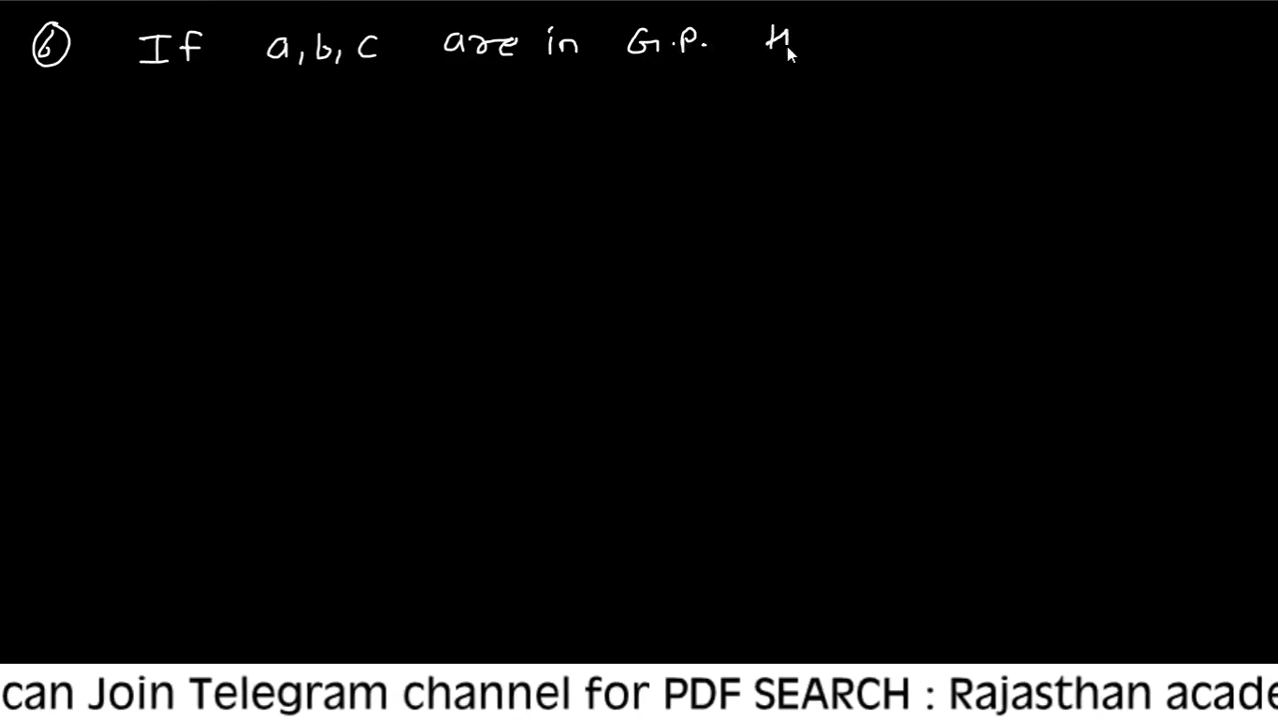 ⑥ If a, b, c are in G.P.
can Join Telegram channel for PDF SEARCH : Rajasthan acade